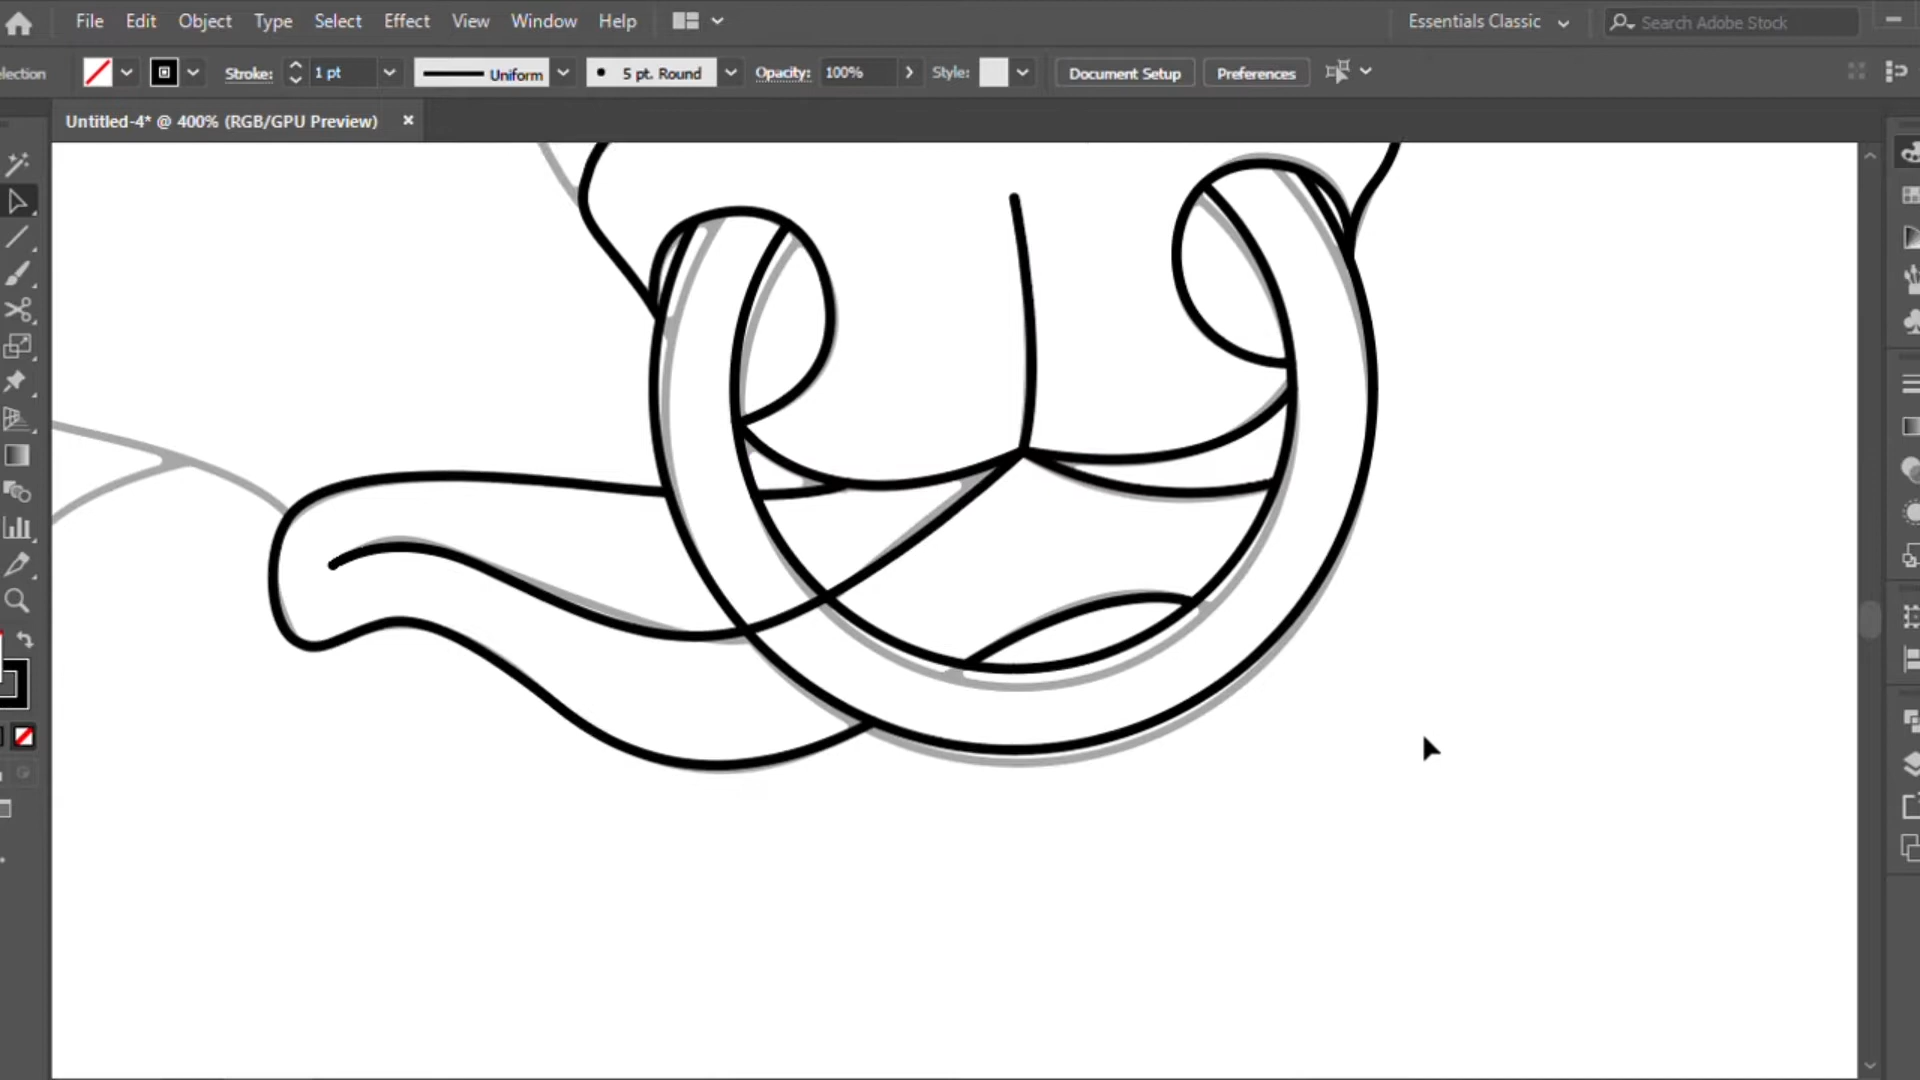 File Edit Object Type Select Effect View Window Help Essentials Classic Search Adobe Stock
election Stroke: 1 pt Uniform 5 pt. Round Opacity: 100% Style: Document Setup Preferences
Untitled-4* @ 400% (RGB/GPU Preview) ×